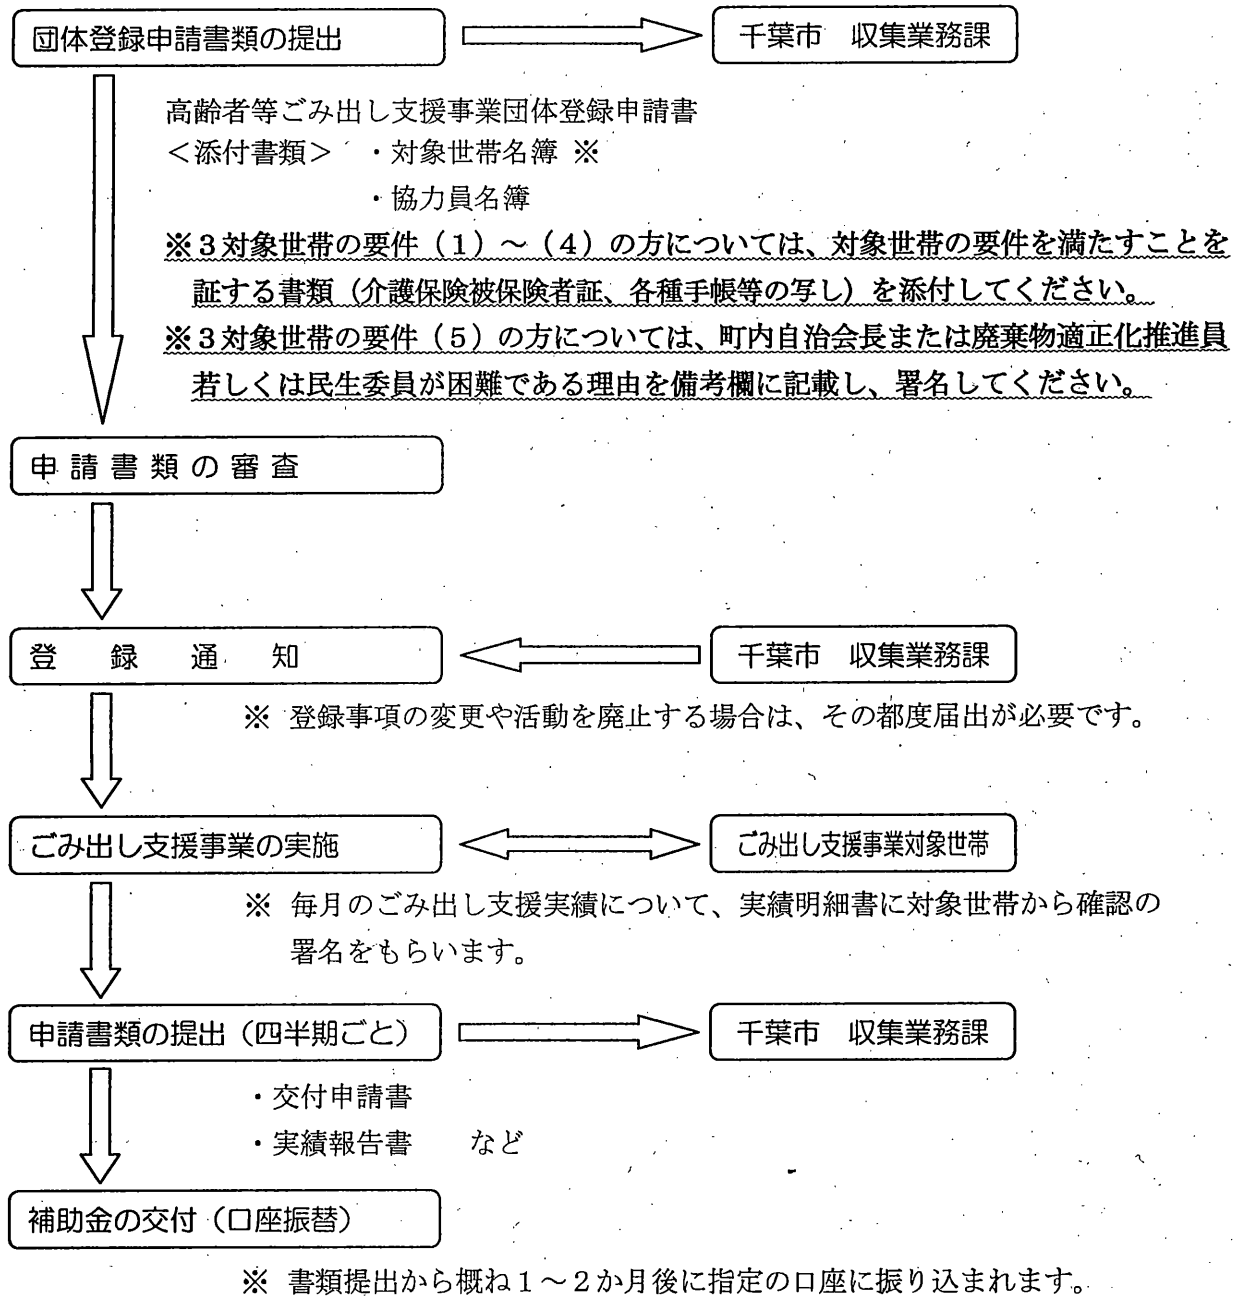 団体登録申請書類の提出
千葉市　収集業務課
高齢者等ごみ出し支援事業団体登録申請書
＜添付書類＞　・対象世帯名簿 ※
・協力員名簿
※３対象世帯の要件（１）～（４）の方については、対象世帯の要件を満たすことを
証する書類（介護保険被保険者証、各種手帳等の写し）を添付してください。
※３対象世帯の要件（５）の方については、町内自治会長または廃棄物適正化推進員
若しくは民生委員が困難である理由を備考欄に記載し、署名してください。
申 請 書 類 の 審 査
登　録　通　知
千葉市　収集業務課
※ 登録事項の変更や活動を廃止する場合は、その都度届出が必要です。
ごみ出し支援事業の実施
ごみ出し支援事業対象世帯
※ 毎月のごみ出し支援実績について、実績明細書に対象世帯から確認の
署名をもらいます。
申請書類の提出（四半期ごと）
千葉市　収集業務課
・交付申請書
・実績報告書　　など
補助金の交付（口座振替）
※ 書類提出から概ね１～２か月後に指定の口座に振り込まれます。